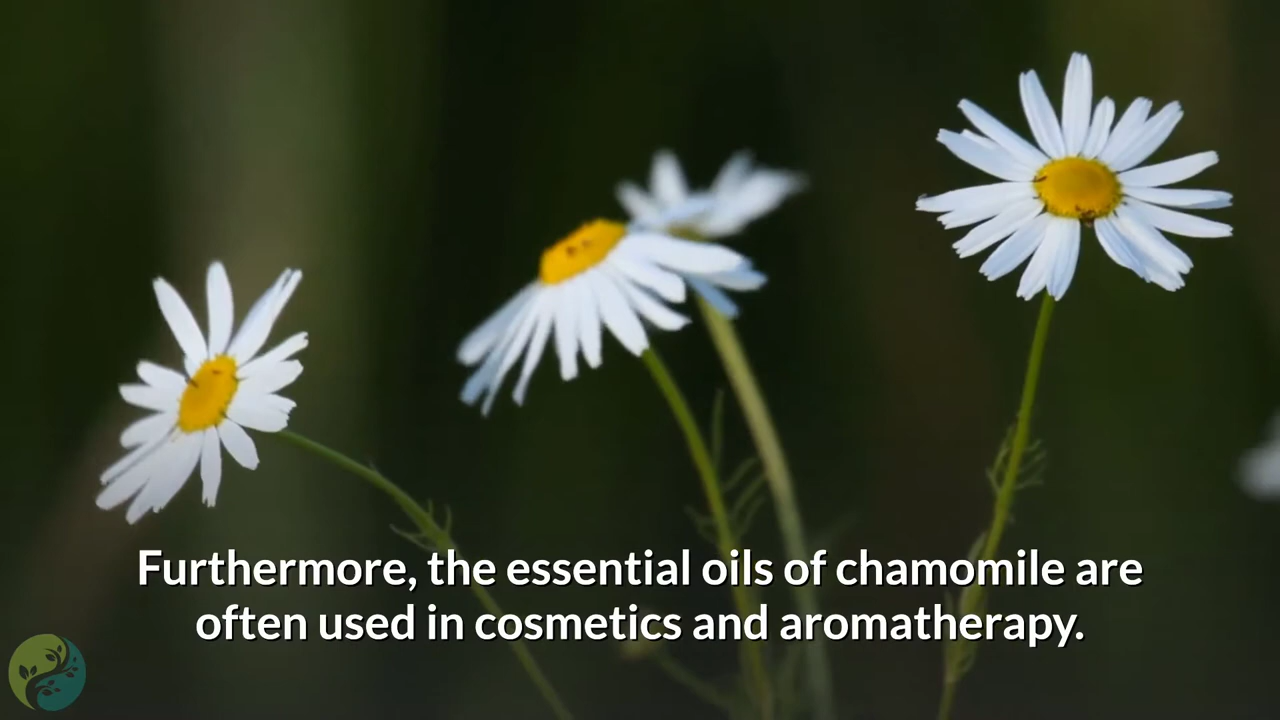 Furthermore, the essential oils of chamomile are
often used in cosmetics and aromatherapy.